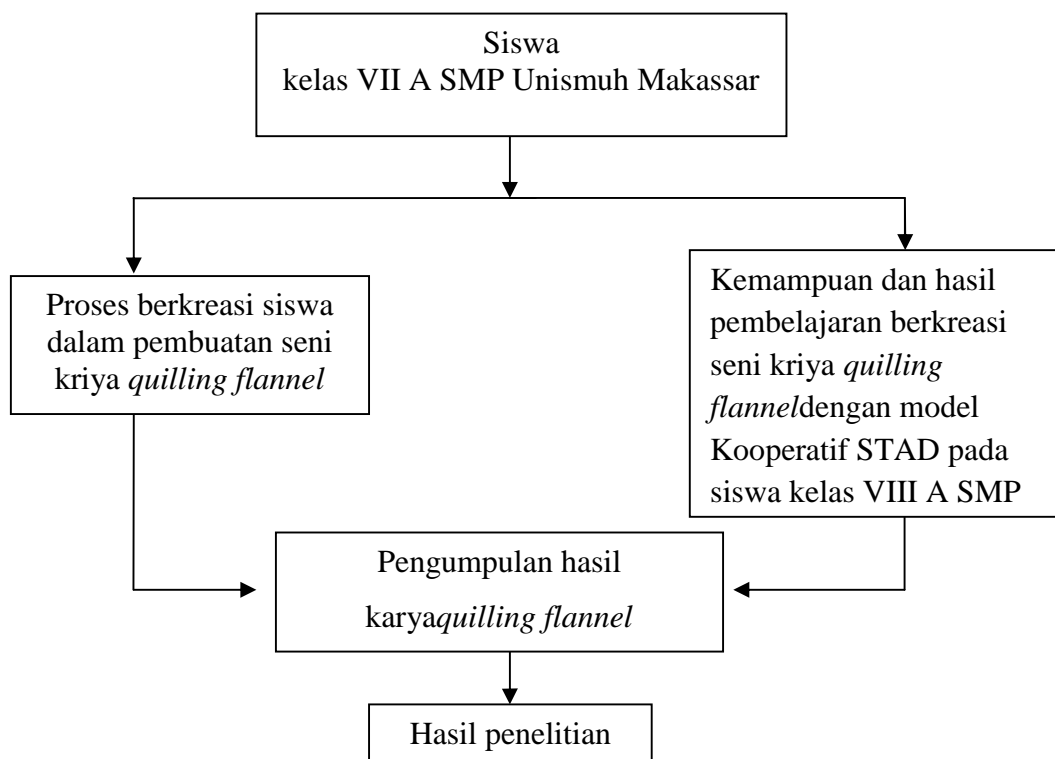 Siswa
kelas VII A SMP Unismuh Makassar
Proses berkreasi siswa
dalam pembuatan seni
kriya quilling flannel
Kemampuan dan hasil
pembelajaran berkreasi
seni kriya quilling
flanneldengan model
Kooperatif STAD pada
siswa kelas VIII A SMP
Pengumpulan hasil
karyaquilling flannel
Hasil penelitian